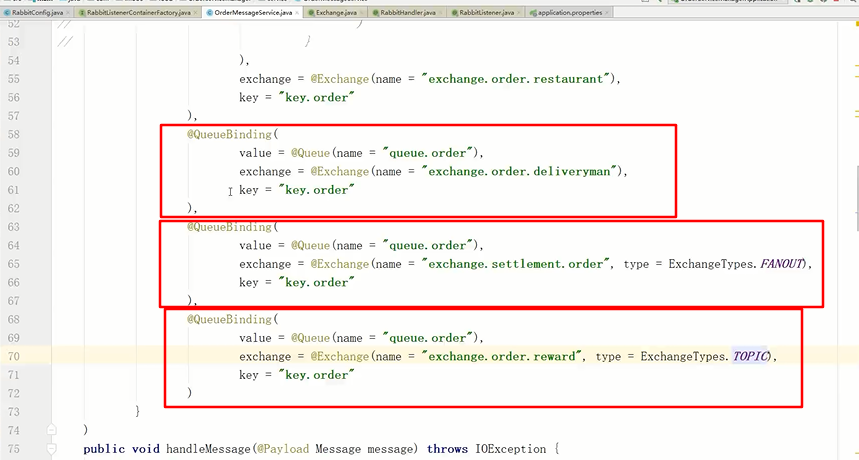 RabbitConfig.java RabbitListenerContainerFactory.java OrderMessageService.java Exchange.java RabbitHandler.java RabbitListener.java application.properties
52 // }
53 // }
54 ),
55 exchange = @Exchange(name = "exchange.order.restaurant"),
56 key = "key.order"
57 ),
58 @QueueBinding(
59 value = @Queue(name = "queue.order"),
60 exchange = @Exchange(name = "exchange.order.deliveryman"),
61 key = "key.order"
62 ),
63 @QueueBinding(
64 value = @Queue(name = "queue.order"),
65 exchange = @Exchange(name = "exchange.settlement.order", type = ExchangeTypes.FANOUT),
66 key = "key.order"
67 ),
68 @QueueBinding(
69 value = @Queue(name = "queue.order"),
70 exchange = @Exchange(name = "exchange.order.reward", type = ExchangeTypes.TOPIC),
71 key = "key.order"
72 )
73 }
74 )
75 public void handleMessage(@Payload Message message) throws IOException {